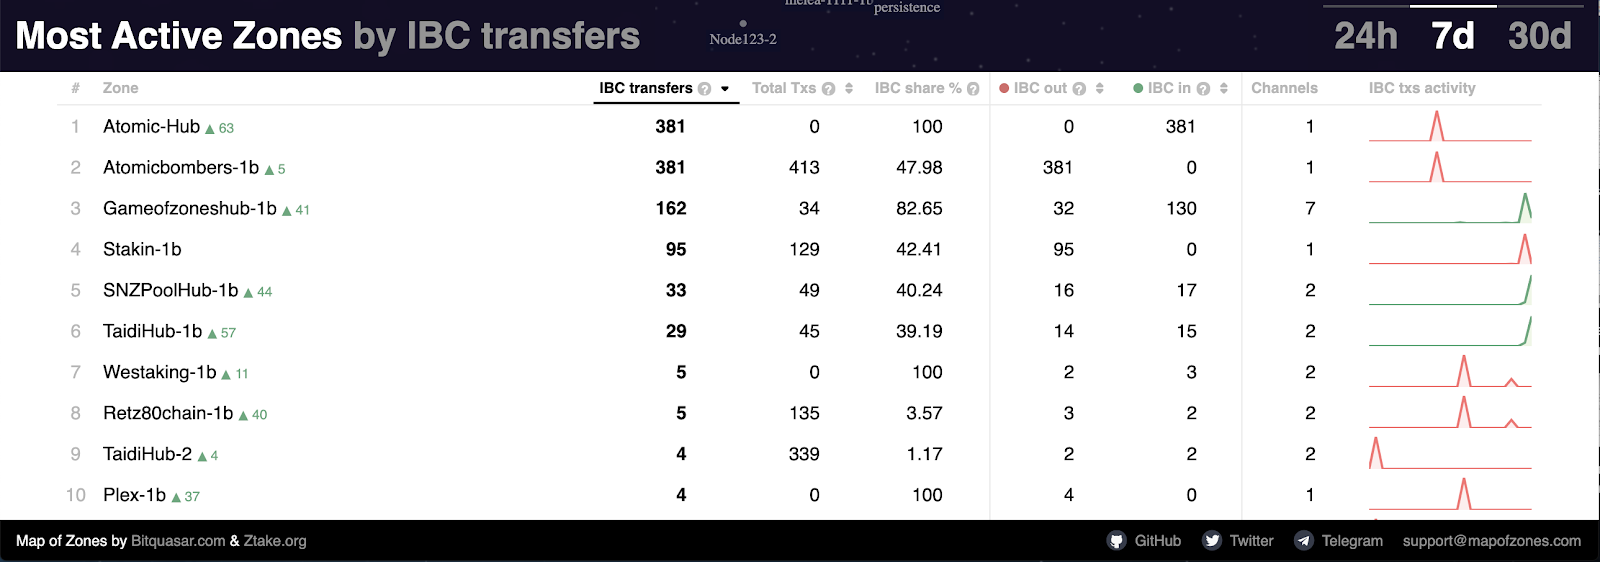 persistence
Node123-2
Most Active Zones by IBC transfers
24h 7d 30d
# Zone IBC transfers ? Total Txs ? IBC share % ? IBC out ? IBC in ? Channels IBC txs activity
1 Atomic-Hub ▲ 63 381 0 100 0 381 1
2 Atomicbombers-1b ▲ 5 381 413 47.98 381 0 1
3 Gameofzoneshub-1b ▲ 41 162 34 82.65 32 130 7
4 Stakin-1b 95 129 42.41 95 0 1
5 SNZPoolHub-1b ▲ 44 33 49 40.24 16 17 2
6 TaidiHub-1b ▲ 57 29 45 39.19 14 15 2
7 Westaking-1b ▲ 11 5 0 100 2 3 2
8 Retz80chain-1b ▲ 40 5 135 3.57 3 2 2
9 TaidiHub-2 ▲ 4 4 339 1.17 2 2 2
10 Plex-1b ▲ 37 4 0 100 4 0 1
Map of Zones by Bitquasar.com & Ztake.org GitHub Twitter Telegram support@mapofzones.com